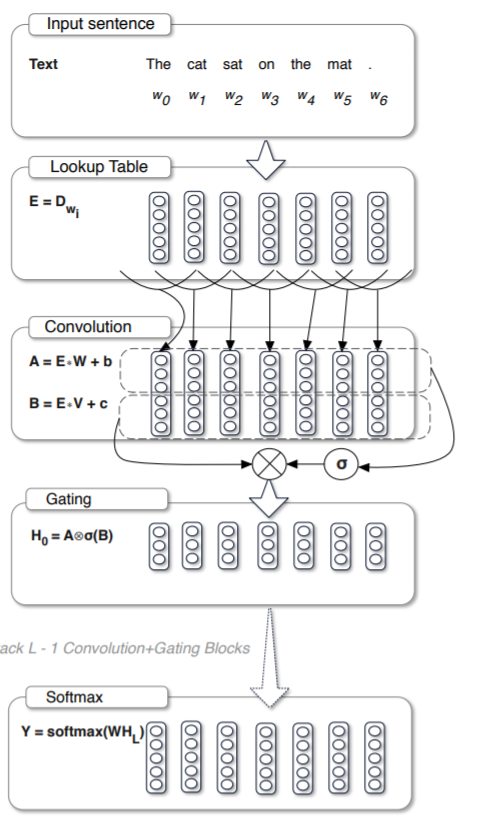 Input sentence
Text The cat sat on the mat .
w0 w1 w2 w3 w4 w5 w6
Lookup Table
E = Dwi
Convolution
A = E*W + b
B = E*V + c
σ
Gating
H0 = A⊗σ(B)
ack L - 1 Convolution+Gating Blocks
Softmax
Y = softmax(WHL)